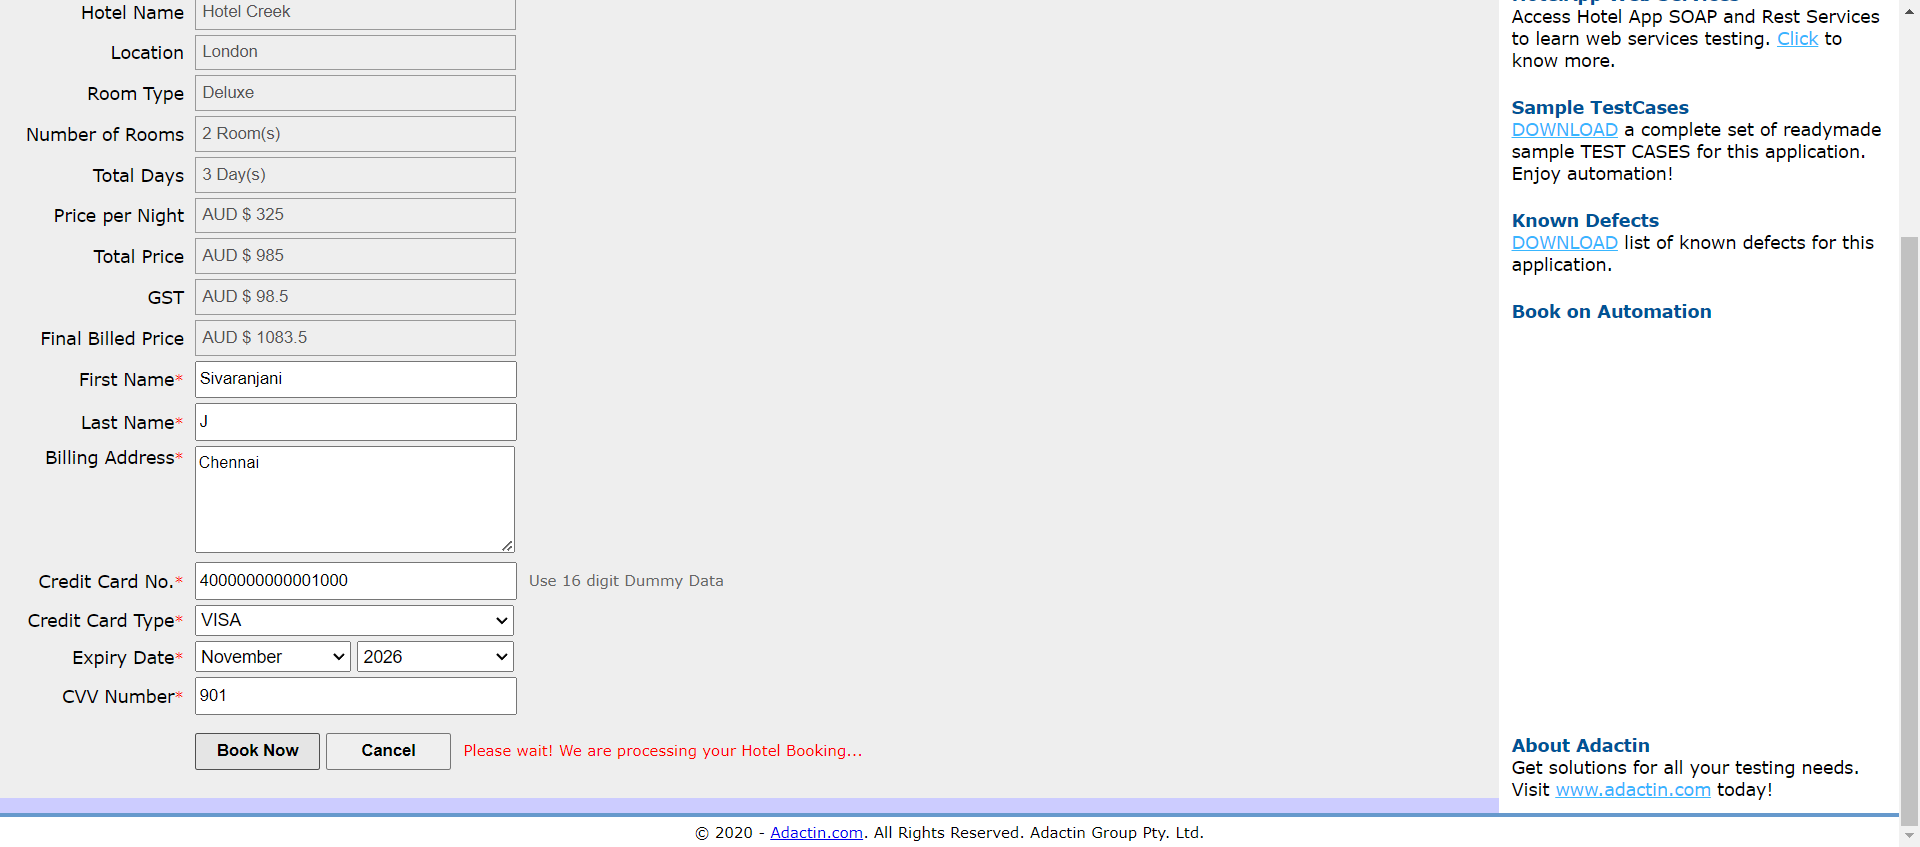 Hotel Name Hotel Creek
Location London
Room Type Deluxe
Number of Rooms 2 Room(s)
Total Days 3 Day(s)
Price per Night AUD $ 325
Total Price AUD $ 985
GST AUD $ 98.5
Final Billed Price AUD $ 1083.5
First Name* Sivaranjani
Last Name* J
Billing Address* Chennai
Credit Card No.* 4000000000001000 Use 16 digit Dummy Data
Credit Card Type* VISA
Expiry Date* November 2026
CVV Number* 901
Book Now Cancel Please wait! We are processing your Hotel Booking...
Access Hotel App SOAP and Rest Services
to learn web services testing. Click to
know more.
Sample TestCases
DOWNLOAD a complete set of readymade
sample TEST CASES for this application.
Enjoy automation!
Known Defects
DOWNLOAD list of known defects for this
application.
Book on Automation
About Adactin
Get solutions for all your testing needs.
Visit www.adactin.com today!
© 2020 - Adactin.com. All Rights Reserved. Adactin Group Pty. Ltd.